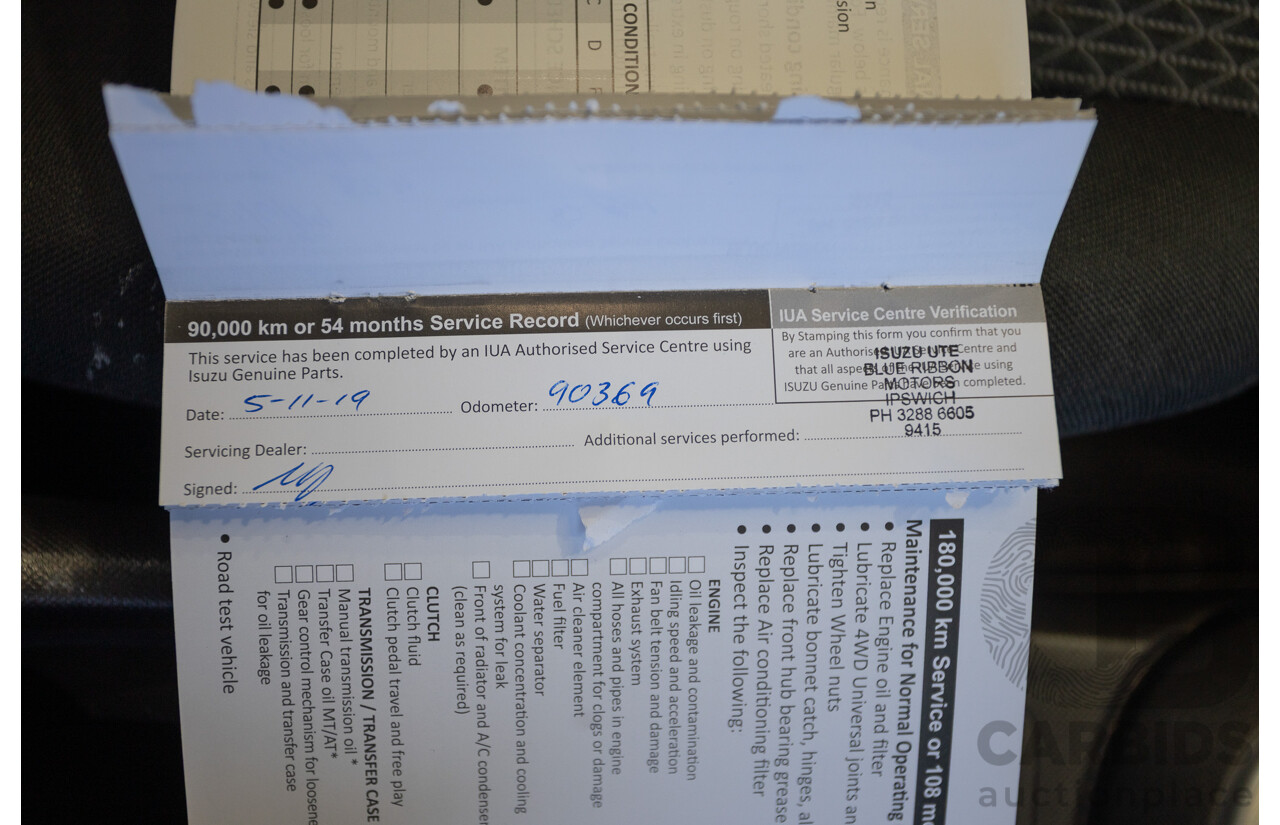 CONDITION
C
D
n
sion
90,000 km or 54 months Service Record (Whichever occurs first)
This service has been completed by an IUA Authorised Service Centre using
Isuzu Genuine Parts.
Date: 5-11-19 Odometer: 90369
Servicing Dealer: Additional services performed:
Signed:
IUA Service Centre Verification
By Stamping this form you confirm that you
are an Authorised Centre and
that all aspects using
ISUZU Genuine completed.
ISUZU UTE
BLUE RIBBON
MOTORS
IPSWICH
PH 3288 6605
9415
180,000 km Service or 108 mo
Maintenance for Normal Operating
• Replace Engine oil and filter
• Lubricate 4WD Universal joints an
• Tighten Wheel nuts
• Lubricate bonnet catch, hinges, al
• Replace front hub bearing grease
• Replace Air conditioning filter
• Inspect the following:
ENGINE
Oil leakage and contamination
Idling speed and acceleration
Fan belt tension and damage
Exhaust system
All hoses and pipes in engine
compartment for clogs or damage
Air cleaner element
Fuel filter
Water separator
Coolant concentration and cooling
system for leak
Front of radiator and A/C condenser
(clean as required)
CLUTCH
Clutch fluid
Clutch pedal travel and free play
TRANSMISSION / TRANSFER CASE
Manual transmission oil*
Transfer Case oil MT/AT*
Gear control mechanism for loosene
Transmission and transfer case
for oil leakage
• Road test vehicle
CARBIDS
auctionplace